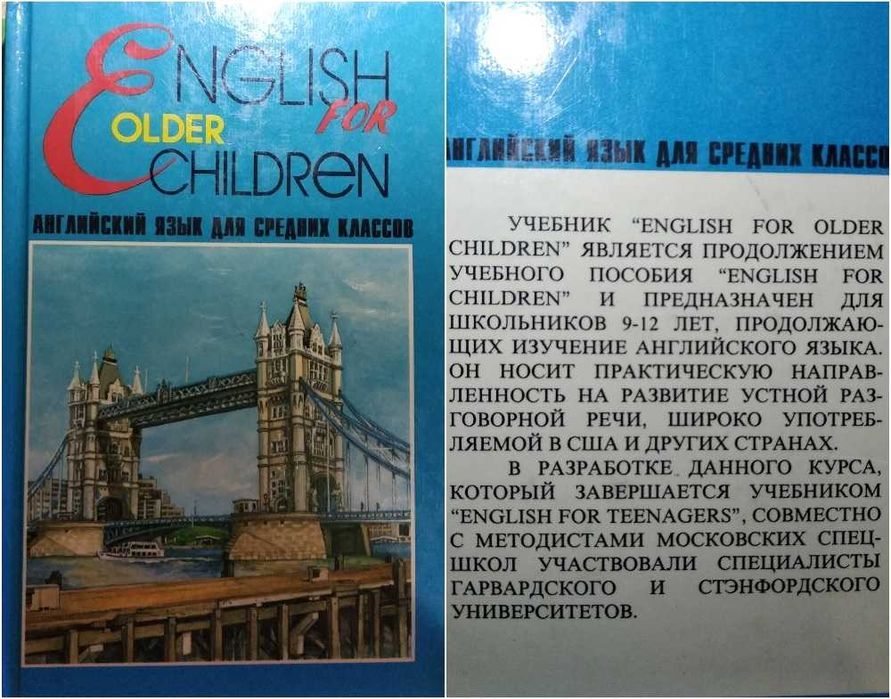 ENGLISH
FOR
OLDER
CHILDREN
АНГЛИЙСКИЙ ЯЗЫК ДЛЯ СРЕДНИХ КЛАССОВ
АНГЛИЙСКИЙ ЯЗЫК ДЛЯ СРЕДНИХ КЛАССО
УЧЕБНИК “ENGLISH FOR OLDER
CHILDREN” ЯВЛЯЕТСЯ ПРОДОЛЖЕНИЕМ
УЧЕБНОГО ПОСОБИЯ “ENGLISH FOR
CHILDREN” И ПРЕДНАЗНАЧЕН ДЛЯ
ШКОЛЬНИКОВ 9-12 ЛЕТ, ПРОДОЛЖАЮ-
ЩИХ ИЗУЧЕНИЕ АНГЛИЙСКОГО ЯЗЫКА.
ОН НОСИТ ПРАКТИЧЕСКУЮ НАПРАВ-
ЛЕННОСТЬ НА РАЗВИТИЕ УСТНОЙ РАЗ-
ГОВОРНОЙ РЕЧИ, ШИРОКО УПОТРЕБ-
ЛЯЕМОЙ В США И ДРУГИХ СТРАНАХ.
В РАЗРАБОТКЕ ДАННОГО КУРСА,
КОТОРЫЙ ЗАВЕРШАЕТСЯ УЧЕБНИКОМ
“ENGLISH FOR TEENAGERS”, СОВМЕСТНО
С МЕТОДИСТАМИ МОСКОВСКИХ СПЕЦ-
ШКОЛ УЧАСТВОВАЛИ СПЕЦИАЛИСТЫ
ГАРВАРДСКОГО И СТЭНФОРДСКОГО
УНИВЕРСИТЕТОВ.